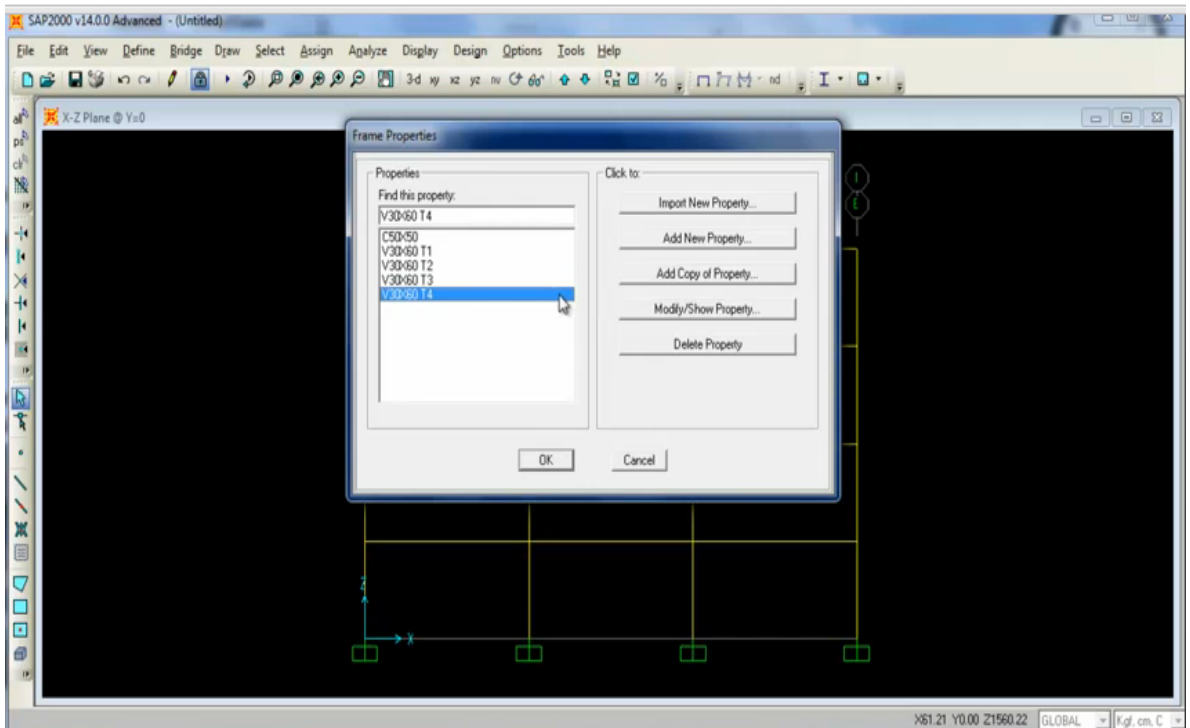 SAP2000 v14.0.0 Advanced - (Untitled)
File Edit View Define Bridge Draw Select Assign Analyze Display Design Options Tools Help
3-d xy xz yz nv nd
X-Z Plane @ Y=0
Frame Properties
Properties
Find this property:
V30X60 T4
C50X50
V30X60 T1
V30X60 T2
V30X60 T3
V30X60 T4
Click to:
Import New Property...
Add New Property...
Add Copy of Property...
Modify/Show Property...
Delete Property
OK Cancel
I
E
Z
X
X61.21 Y0.00 Z1560.22 GLOBAL Kgf, cm, C